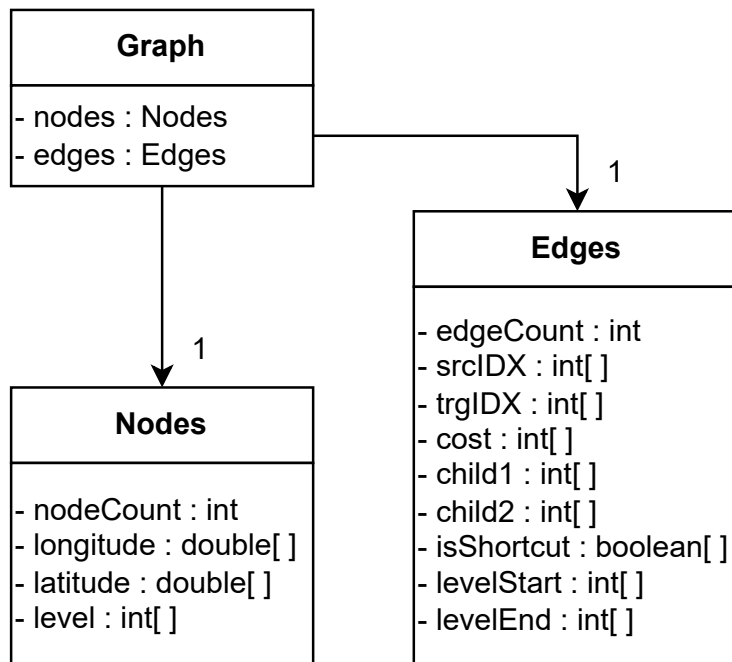 Graph
- nodes : Nodes
- edges : Edges
1
1
Edges
- edgeCount : int
- srcIDX : int[ ]
- trgIDX : int[ ]
- cost : int[ ]
- child1 : int[ ]
- child2 : int[ ]
- isShortcut : boolean[ ]
- levelStart : int[ ]
- levelEnd : int[ ]
Nodes
- nodeCount : int
- longitude : double[ ]
- latitude : double[ ]
- level : int[ ]